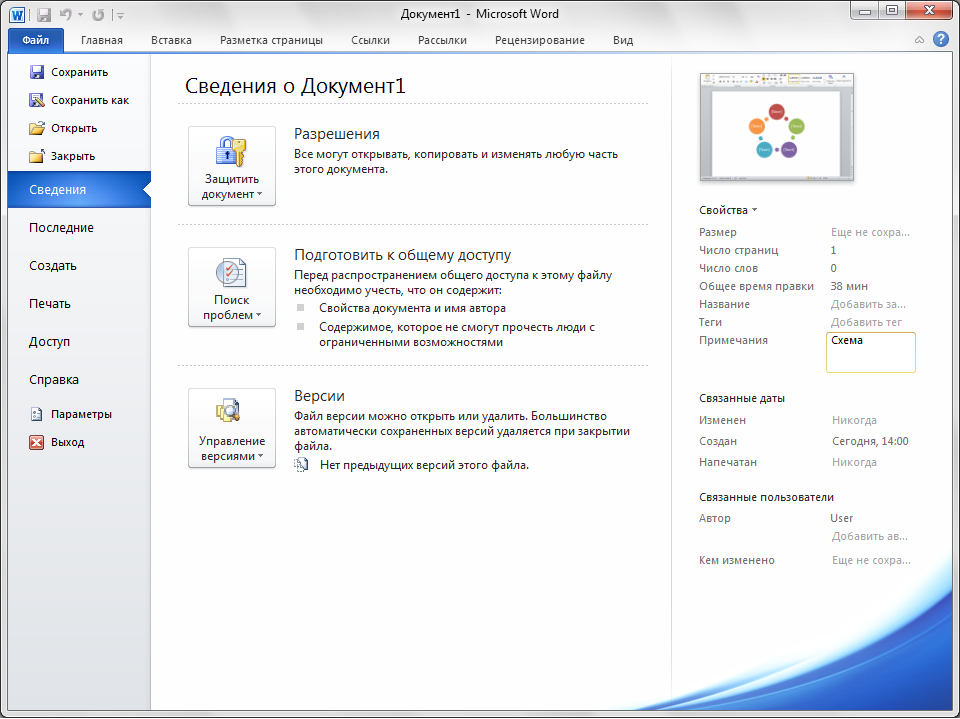 Документ1 - Microsoft Word
Файл
Главная
Вставка
Разметка страницы
Ссылки
Рассылки
Рецензирование
Вид
Сохранить
Сохранить как
Открыть
Закрыть
Сведения
Последние
Создать
Печать
Доступ
Справка
Параметры
Выход
Сведения о Документ1
Защитить
документ
Разрешения
Все могут открывать, копировать и изменять любую часть
этого документа.
Поиск
проблем
Подготовить к общему доступу
Перед распространением общего доступа к этому файлу
необходимо учесть, что он содержит:
Свойства документа и имя автора
Содержимое, которое не смогут прочесть люди с
ограниченными возможностями
Управление
версиями
Версии
Файл версии можно открыть или удалить. Большинство
автоматически сохраненных версий удаляется при закрытии
файла.
Нет предыдущих версий этого файла.
Свойства
Размер Еще не сохра...
Число страниц 1
Число слов 0
Общее время правки 38 мин
Название Добавить за...
Теги Добавить тег
Примечания Схема
Связанные даты
Изменен Никогда
Создан Сегодня, 14:00
Напечатан Никогда
Связанные пользователи
Автор User
Добавить ав...
Кем изменено Еще не сохра...